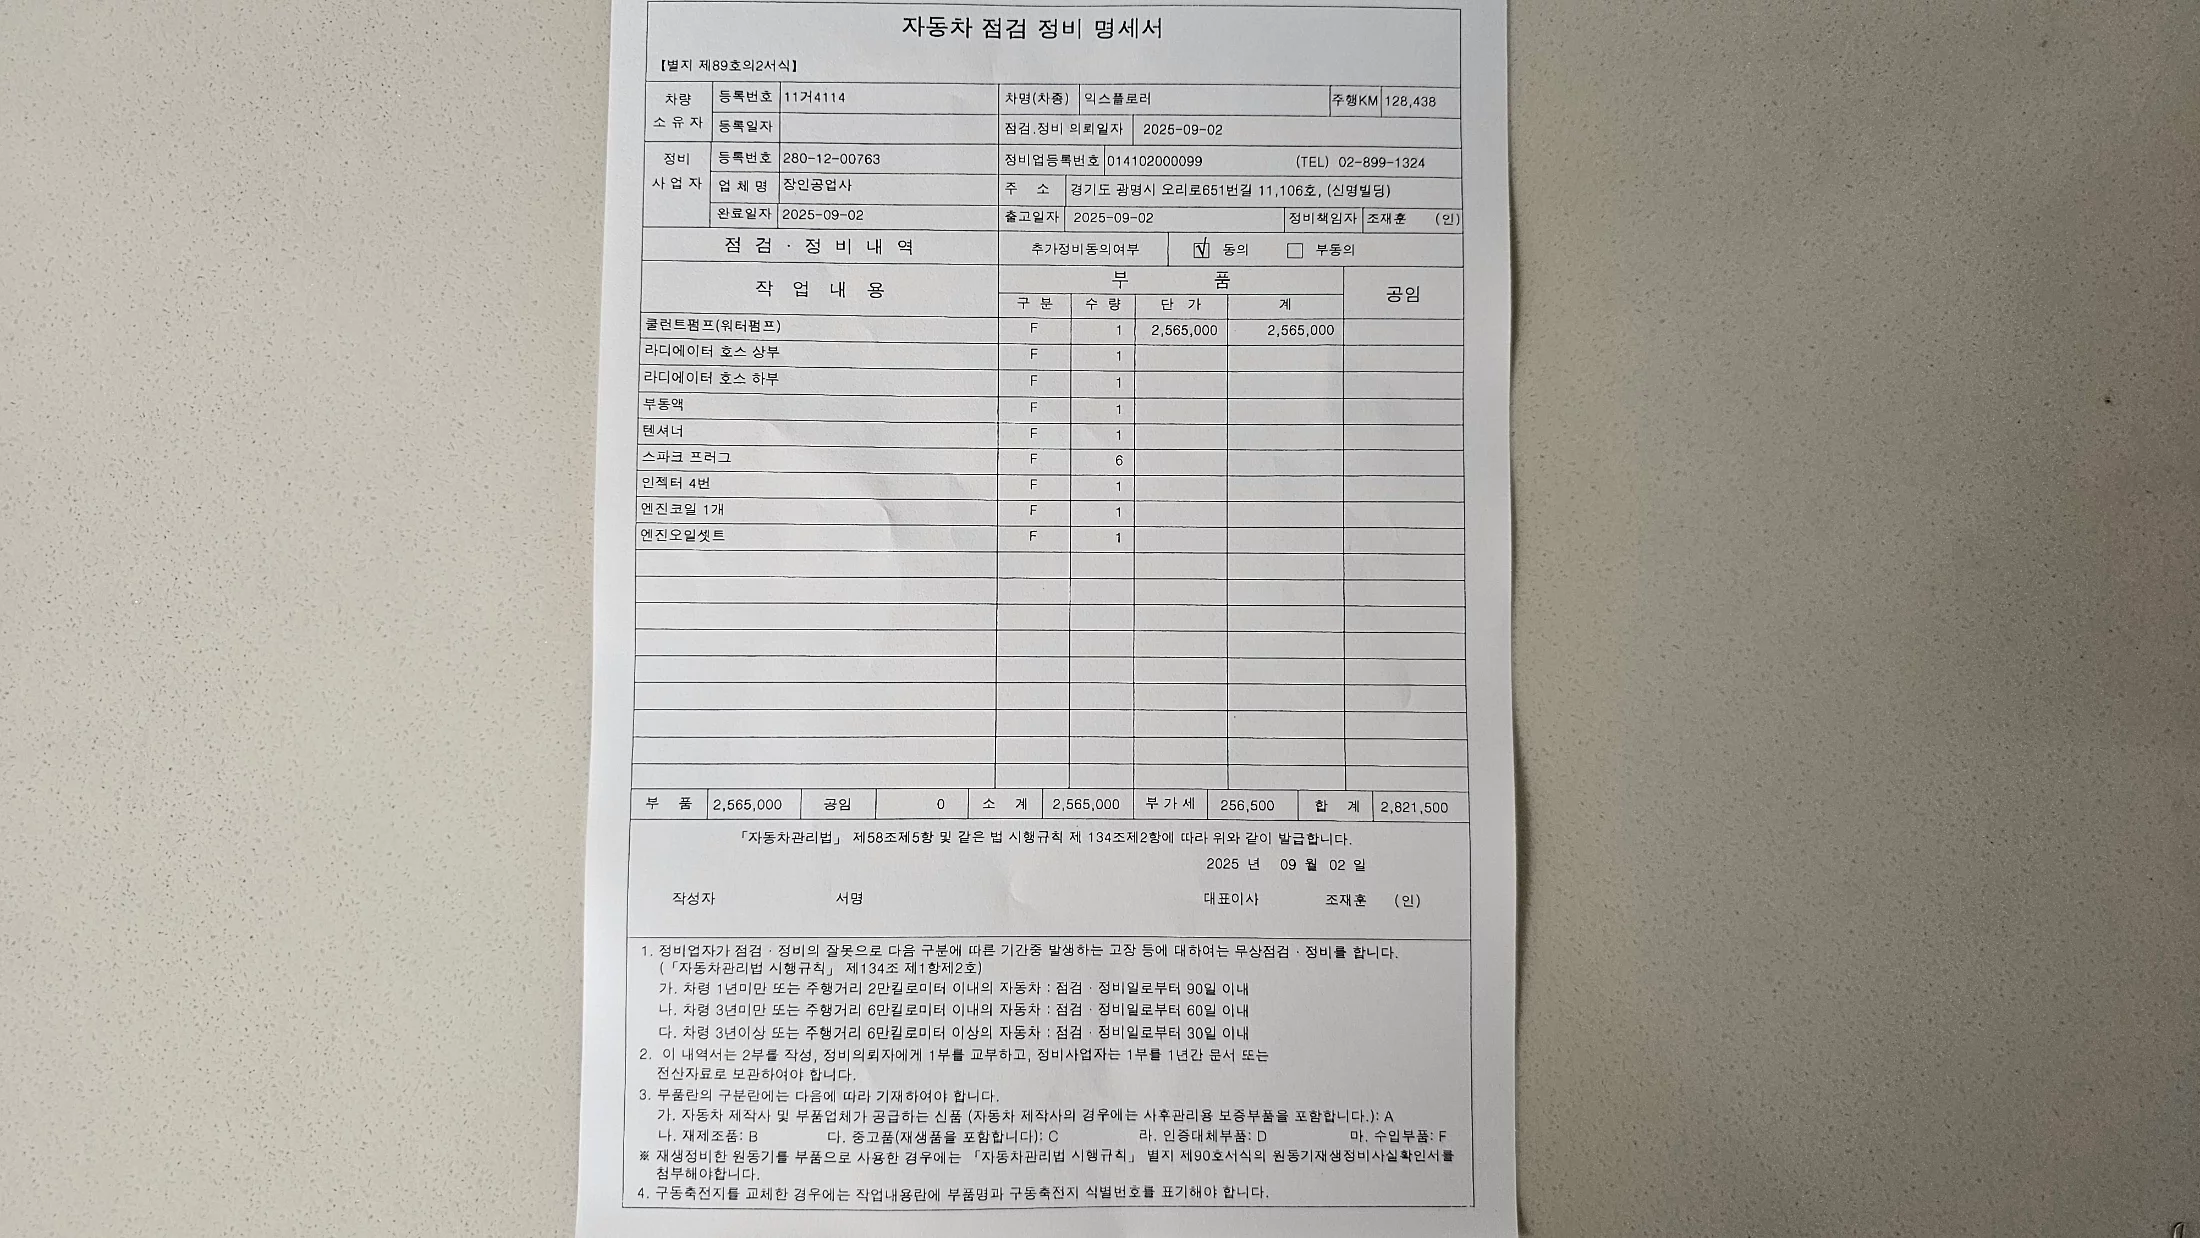 자동차 점검 정비 명세서
【별지 제89호의2서식】
차량 소유자 등록번호 11거4114 차명(차종) 익스플로리 주행KM 128,438
등록일자 점검.정비 의뢰일자 2025-09-02
정비 사업자 등록번호 280-12-00763 정비업등록번호 014102000099 (TEL) 02-899-1324
업체명 장인공업사 주 소 경기도 광명시 오리로651번길 11,106호, (신명빌딩)
완료일자 2025-09-02 출고일자 2025-09-02 정비책임자 조재훈 (인)
점 검 · 정 비 내 역 추가정비동의여부 √ 동의 부동의
작 업 내 용 부 품 공임
구 분 수 량 단 가 계
쿨런트펌프(워터펌프) F 1 2,565,000 2,565,000
라디에이터 호스 상부 F 1
라디에이터 호스 하부 F 1
부동액 F 1
텐셔너 F 1
스파크 프러그 F 6
인젝터 4번 F 1
엔진코일 1개 F 1
엔진오일셋트 F 1
부 품 2,565,000 공임 0 소 계 2,565,000 부가세 256,500 합 계 2,821,500
「자동차관리법」 제58조제5항 및 같은 법 시행규칙 제 134조제2항에 따라 위와 같이 발급합니다.
2025 년 09 월 02 일
작성자 서명 대표이사 조재훈 (인)
1. 정비업자가 점검 · 정비의 잘못으로 다음 구분에 따른 기간중 발생하는 고장 등에 대하여는 무상점검 · 정비를 합니다.
(「자동차관리법 시행규칙」 제134조 제1항제2호)
가. 차령 1년미만 또는 주행거리 2만킬로미터 이내의 자동차 : 점검 · 정비일로부터 90일 이내
나. 차령 3년미만 또는 주행거리 6만킬로미터 이내의 자동차 : 점검 · 정비일로부터 60일 이내
다. 차령 3년이상 또는 주행거리 6만킬로미터 이상의 자동차 : 점검 · 정비일로부터 30일 이내
2. 이 내역서는 2부를 작성, 정비의뢰자에게 1부를 교부하고, 정비사업자는 1부를 1년간 문서 또는
전산자료로 보관하여야 합니다.
3. 부품란의 구분란에는 다음에 따라 기재하여야 합니다.
가. 자동차 제작사 및 부품업체가 공급하는 신품 (자동차 제작사의 경우에는 사후관리용 보증부품을 포함합니다.): A
나. 재제조품: B 다. 중고품(재생품을 포함합니다): C 라. 인증대체부품: D 마. 수입부품: F
※ 재생정비한 원동기를 부품으로 사용한 경우에는 「자동차관리법 시행규칙」 별지 제90호서식의 원동기재생정비사실확인서를
첨부해야합니다.
4. 구동축전지를 교체한 경우에는 작업내용란에 부품명과 구동축전지 식별번호를 표기해야 합니다.